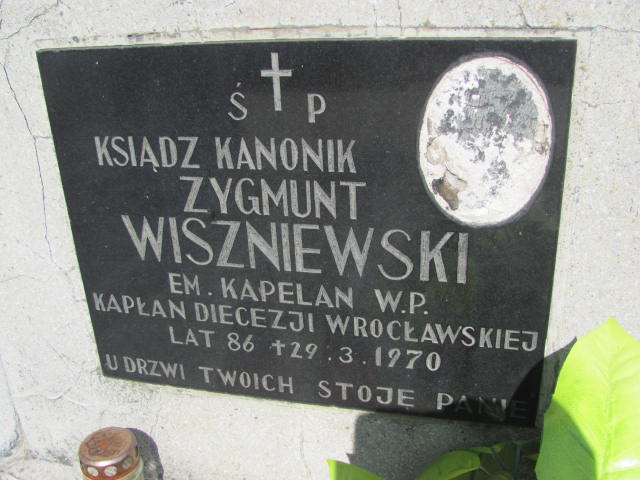 Ś P
KSIĄDZ KANONIK
ZYGMUNT
WISZNIEWSKI
EM. KAPELAN W.P.
KAPŁAN DIECEZJI WROCŁAWSKIEJ
LAT 86 +29.3.1970
U DRZWI TWOICH STOJĘ PANIE